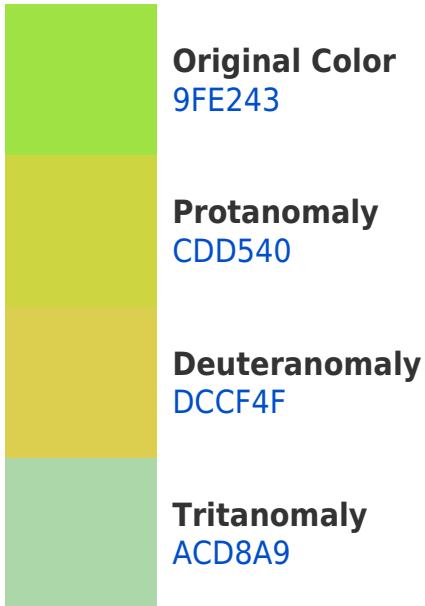 Original Color
9FE243
Protanomaly
CDD540
Deuteranomaly
DCCF4F
Tritanomaly
ACD8A9